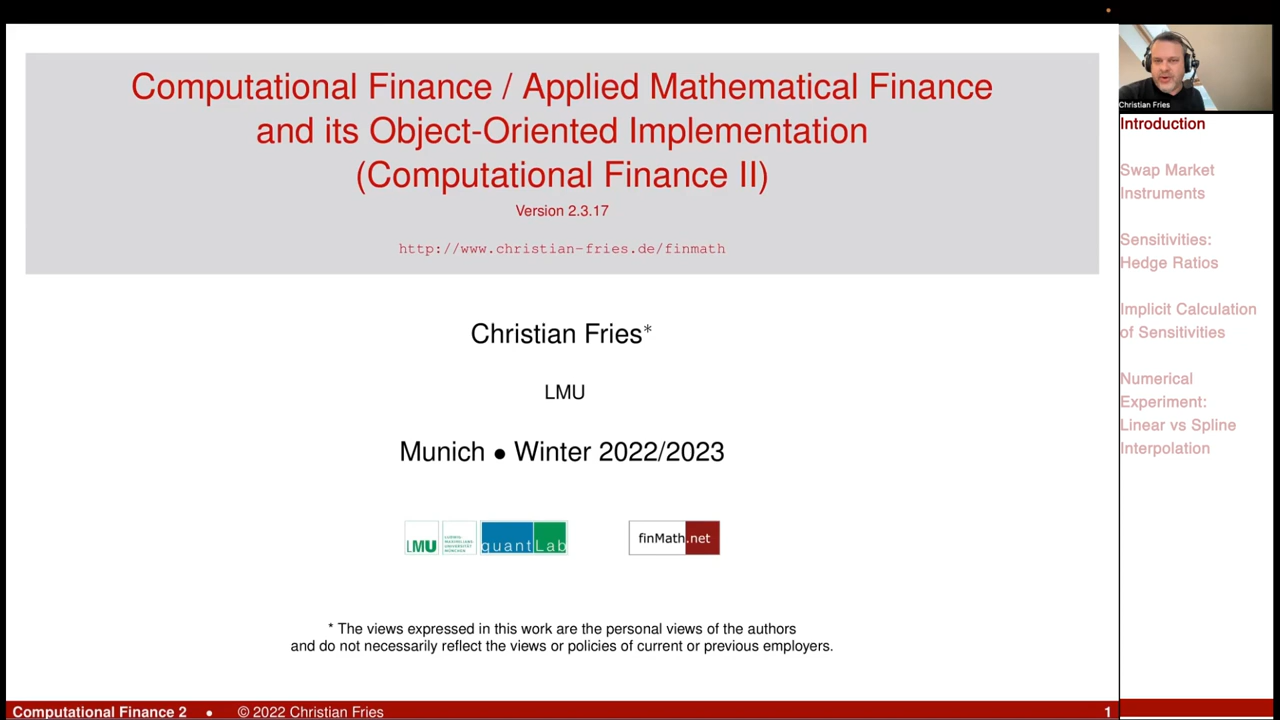 Computational Finance / Applied Mathematical Finance
and its Object-Oriented Implementation
(Computational Finance II)
Version 2.3.17
http://www.christian-fries.de/finmath
Christian Fries*
LMU
Munich • Winter 2022/2023
LMU
LUDWIG-
MAXIMILIANS-
UNIVERSITÄT
MÜNCHEN
quantLab
finMath.net
* The views expressed in this work are the personal views of the authors
and do not necessarily reflect the views or policies of current or previous employers.
Computational Finance 2 • © 2022 Christian Fries 1
Christian Fries
Introduction
Swap Market
Instruments
Sensitivities:
Hedge Ratios
Implicit Calculation
of Sensitivities
Numerical
Experiment:
Linear vs Spline
Interpolation